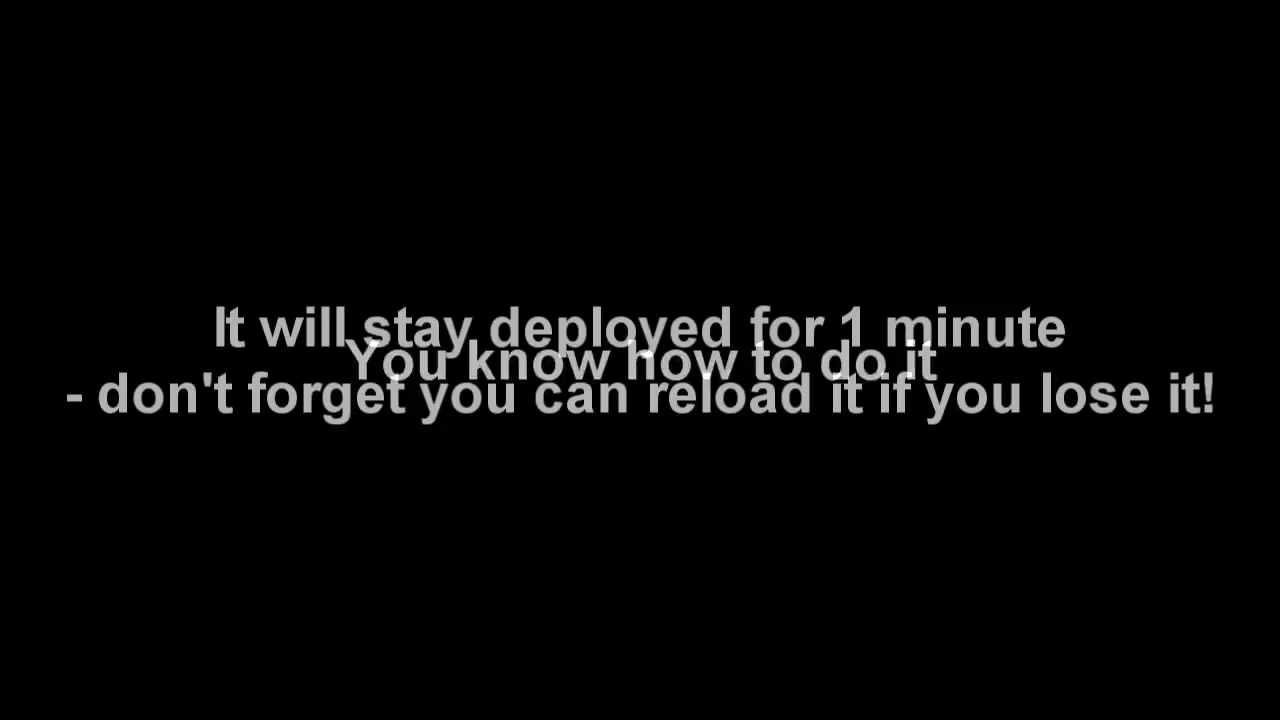 It will stay deployed for 1 minute
You know how to do it
- don't forget you can reload it if you lose it!